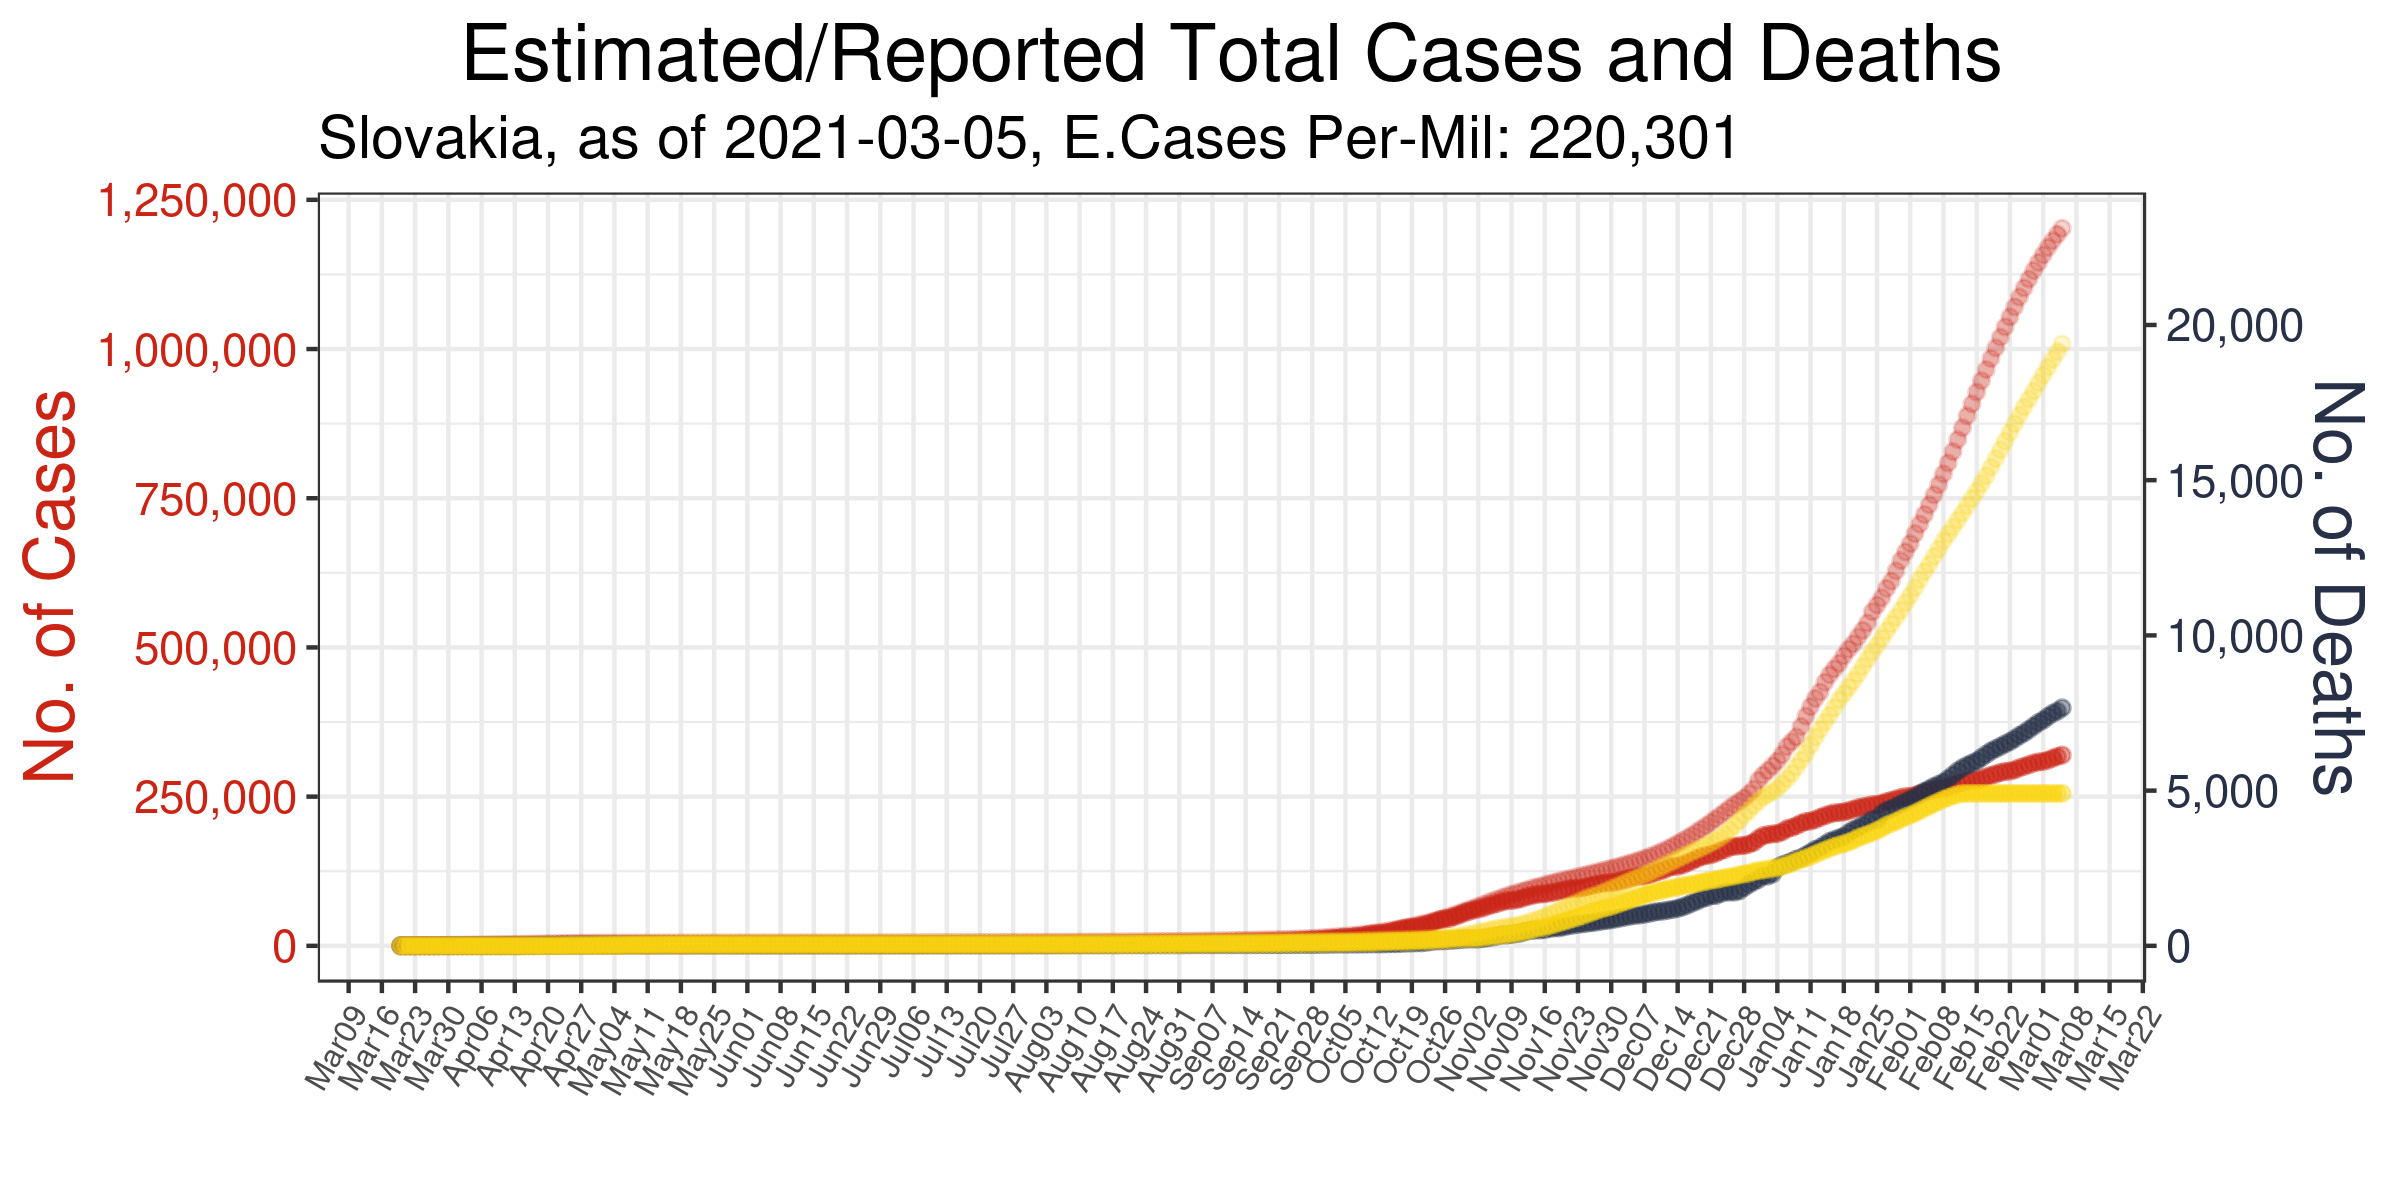 Estimated/Reported Total Cases and Deaths
Slovakia, as of 2021-03-05, E.Cases Per-Mil: 220,301
No. of Cases
1,250,000
1,000,000
750,000
500,000
250,000
0
20,000
15,000
10,000
5,000
0
No. of Deaths
Mar09
Mar16
Mar23
Mar30
Apr06
Apr13
Apr20
Apr27
May04
May11
May18
May25
Jun01
Jun08
Jun15
Jun22
Jun29
Jul06
Jul13
Jul20
Jul27
Aug03
Aug10
Aug17
Aug24
Aug31
Sep07
Sep14
Sep21
Sep28
Oct05
Oct12
Oct19
Oct26
Nov02
Nov09
Nov16
Nov23
Nov30
Dec07
Dec14
Dec21
Dec28
Jan04
Jan11
Jan18
Jan25
Feb01
Feb08
Feb15
Feb22
Mar01
Mar08
Mar15
Mar22